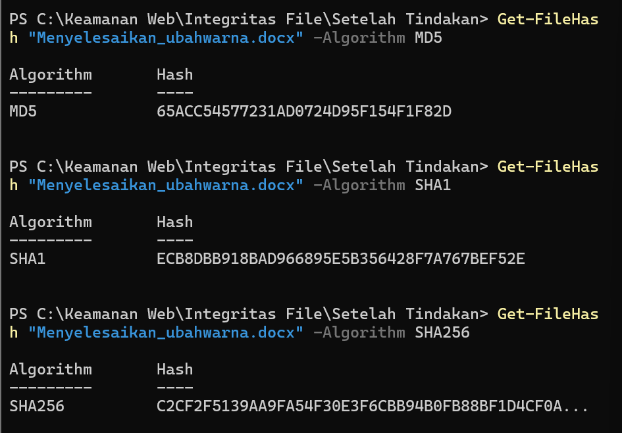 PS C:\Keamanan Web\Integritas File\Setelah Tindakan> Get-FileHas
h "Menyelesaikan_ubahwarna.docx" -Algorithm MD5
Algorithm       Hash
---------       ----
MD5             65ACC54577231AD0724D95F154F1F82D
PS C:\Keamanan Web\Integritas File\Setelah Tindakan> Get-FileHas
h "Menyelesaikan_ubahwarna.docx" -Algorithm SHA1
Algorithm       Hash
---------       ----
SHA1            ECB8DBB918BAD966895E5B356428F7A767BEF52E
PS C:\Keamanan Web\Integritas File\Setelah Tindakan> Get-FileHas
h "Menyelesaikan_ubahwarna.docx" -Algorithm SHA256
Algorithm       Hash
---------       ----
SHA256          C2CF2F5139AA9FA54F30E3F6CBB94B0FB88BF1D4CF0A...